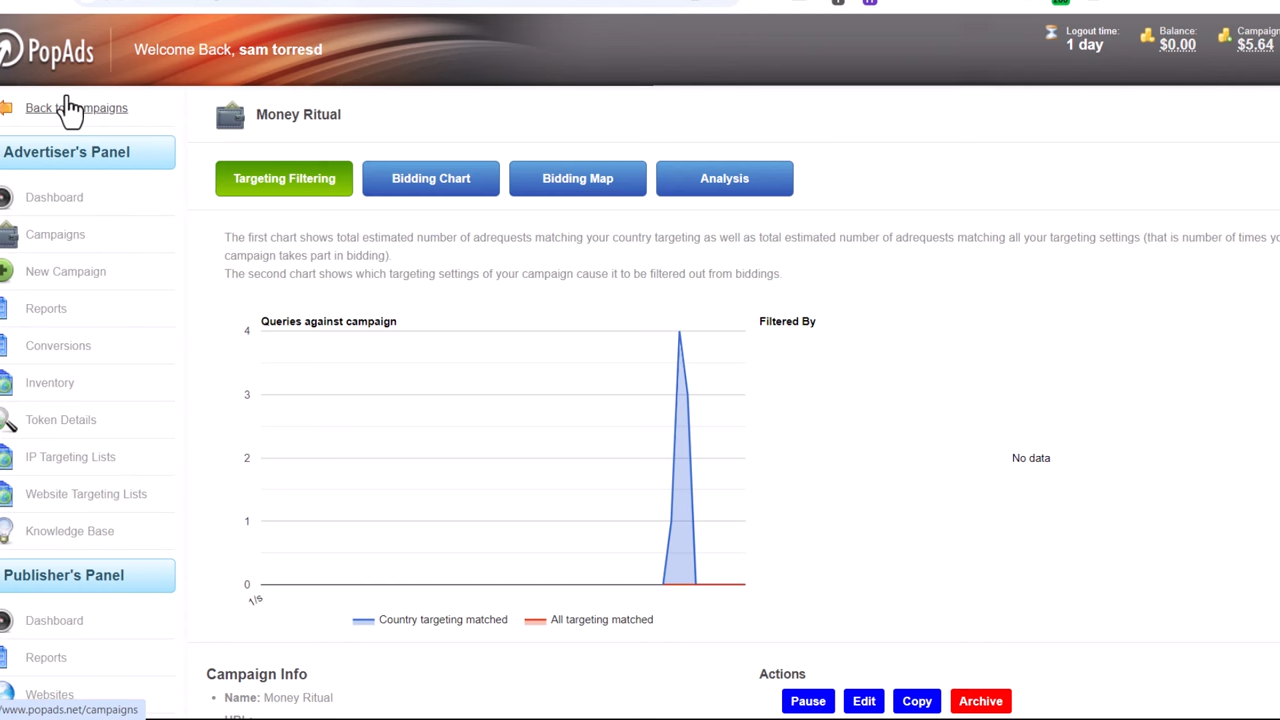 PopAds
Welcome Back, sam torresd
Logout time:
1 day
Balance:
$0.00
Campaign
$5.64
Back to Campaigns
Advertiser's Panel
Dashboard
Campaigns
New Campaign
Reports
Conversions
Inventory
Token Details
IP Targeting Lists
Website Targeting Lists
Knowledge Base
Publisher's Panel
Dashboard
Reports
Websites
/www.popads.net/campaigns
Money Ritual
Targeting Filtering
Bidding Chart
Bidding Map
Analysis
The first chart shows total estimated number of adrequests matching your country targeting as well as total estimated number of adrequests matching all your targeting settings (that is number of times
campaign takes part in bidding).
The second chart shows which targeting settings of your campaign cause it to be filtered out from biddings.
Queries against campaign
4
3
2
1
0
1/s
Country targeting matched
All targeting matched
Filtered By
No data
Campaign Info
• Name: Money Ritual
Actions
Pause
Edit
Copy
Archive